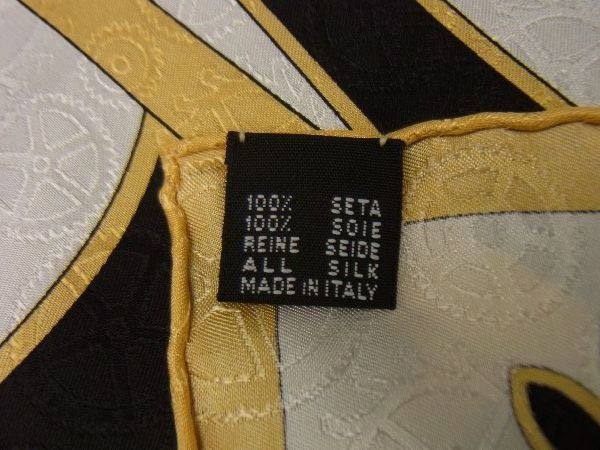 100% SETA
100% SOIE
REINE SEIDE
ALL SILK
MADE IN ITALY